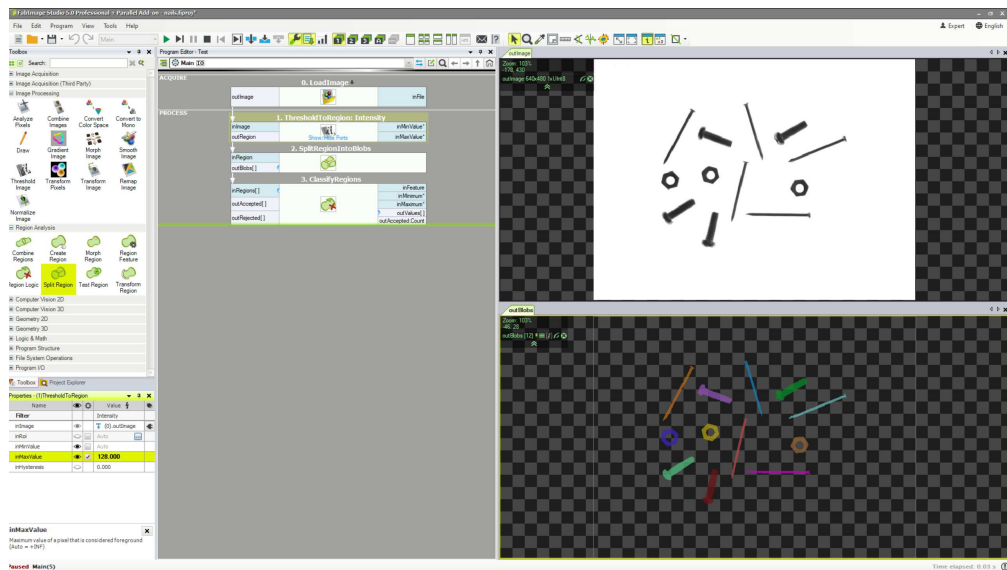 FabImage Studio 5.0 Professional + Parallel Add-on - nails.fiproj*
File Edit Program View Tools Help
Expert English
Main
Toolbox
Search:
Image Acquisition
Image Acquisition (Third Party)
Image Processing
Analyze Pixels
Combine Images
Convert Color Space
Convert to Mono
Draw
Gradient Image
Morph Image
Smooth Image
Threshold Image
Transform Pixels
Transform Image
Remap Image
Normalize Image
Region Analysis
Combine Regions
Create Region
Morph Region
Region Feature
Region Logic
Split Region
Test Region
Transform Region
Computer Vision 2D
Computer Vision 3D
Geometry 2D
Geometry 3D
Logic & Math
Program Structure
File System Operations
Program I/O
Toolbox Project Explorer
Properties - (1)ThresholdToRegion
Name Value
Filter Intensity
inImage (0).outImage
inRoi Auto
inMinValue Auto
inMaxValue 128.000
inHysteresis 0.000
inMaxValue
Maximum value of a pixel that is considered foreground
(Auto = +INF)
Paused Main(5)
Program Editor - Test
Main
ACQUIRE
0. LoadImage
outImage inFile
PROCESS
1. ThresholdToRegion: Intensity
inImage inMinValue*
outRegion Show/Hide Ports inMaxValue*
2. SplitRegionIntoBlobs
inRegion
outBlobs[]
3. ClassifyRegions
inRegions[] inFeature
inMinimum*
outAccepted[] inMaximum*
outValues[]
outRejected[] outAccepted.Count
outImage
Zoom: 103%
-178, 430
outImage 640x480 1xUInt8
outBlobs
Zoom: 103%
-46, 28
outBlobs [12]
Time elapsed: 0.03 s